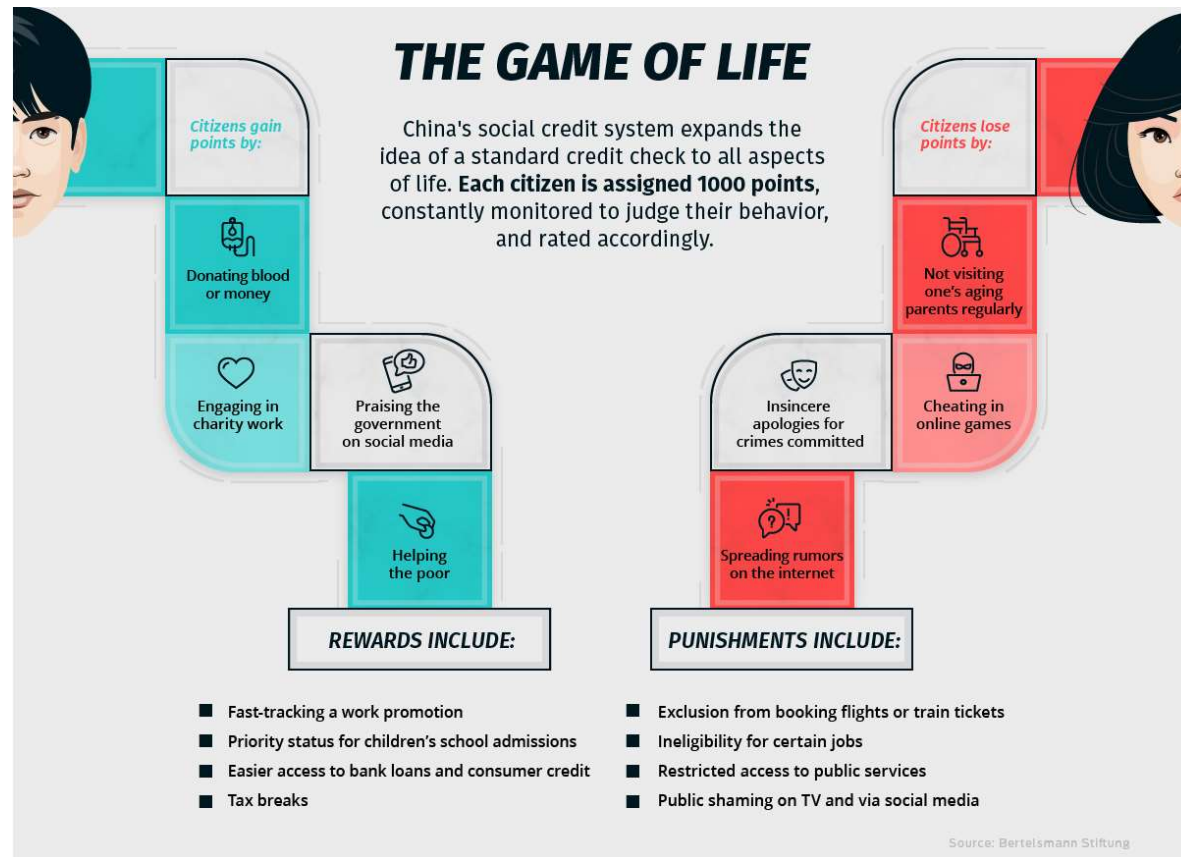 THE GAME OF LIFE
China's social credit system expands the
idea of a standard credit check to all aspects
of life. Each citizen is assigned 1000 points,
constantly monitored to judge their behavior,
and rated accordingly.
Citizens gain
points by:
Donating blood
or money
Engaging in
charity work
Praising the
government
on social media
Helping
the poor
REWARDS INCLUDE:
Fast-tracking a work promotion
Priority status for children’s school admissions
Easier access to bank loans and consumer credit
Tax breaks
Citizens lose
points by:
Not visiting
one’s aging
parents regularly
Cheating in
online games
Insincere
apologies for
crimes committed
Spreading rumors
on the internet
PUNISHMENTS INCLUDE:
Exclusion from booking flights or train tickets
Ineligibility for certain jobs
Restricted access to public services
Public shaming on TV and via social media
Source: Bertelsmann Stiftung